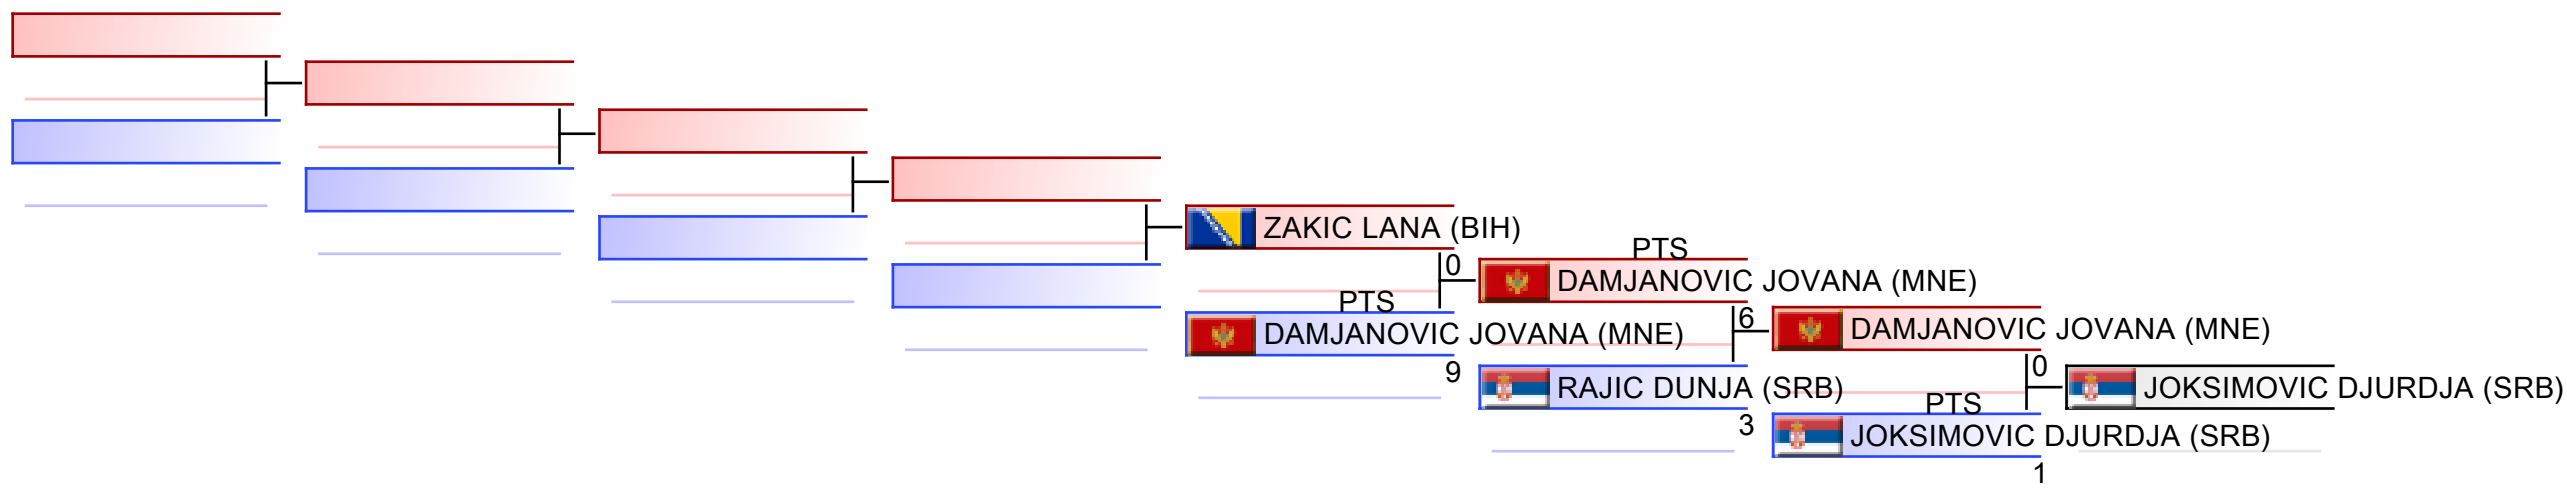 ZAKIC LANA (BIH)
0
PTS
DAMJANOVIC JOVANA (MNE)
9
PTS
DAMJANOVIC JOVANA (MNE)
6
RAJIC DUNJA (SRB)
3
DAMJANOVIC JOVANA (MNE)
0
PTS
JOKSIMOVIC DJURDJA (SRB)
1
JOKSIMOVIC DJURDJA (SRB)